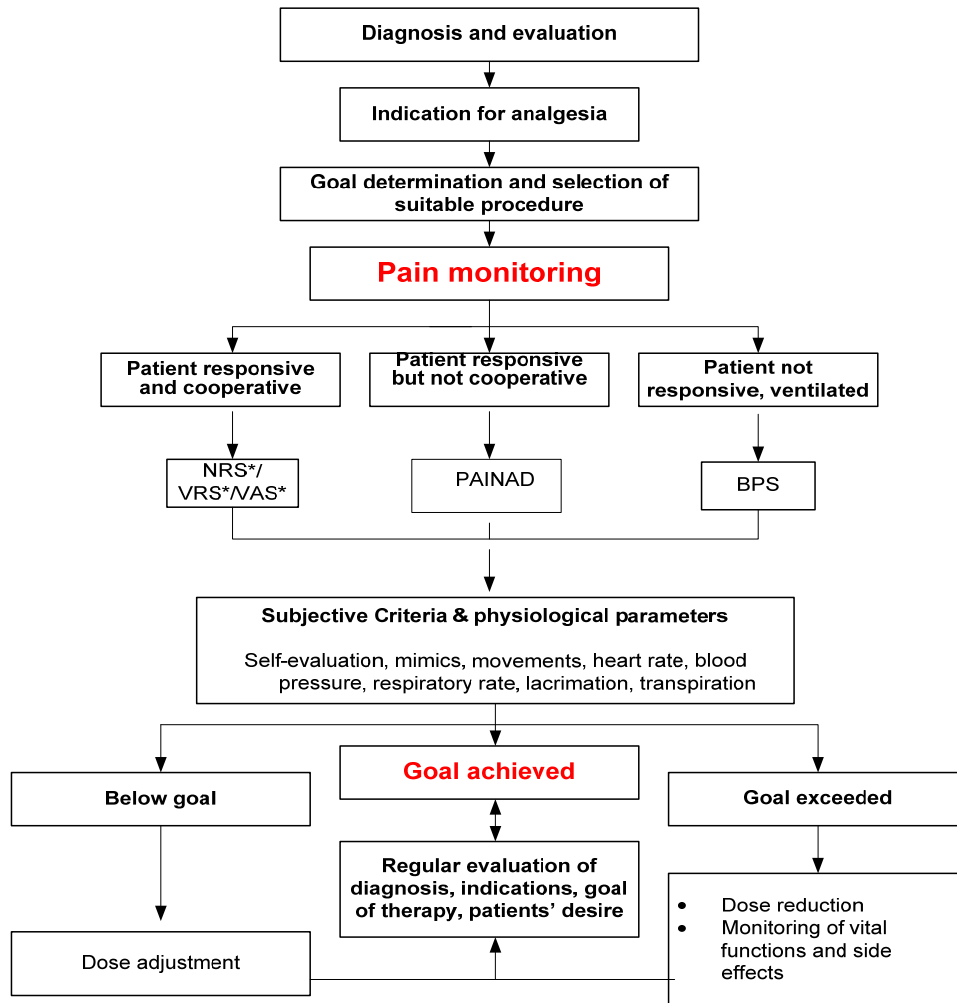 Diagnosis and evaluation
Indication for analgesia
Goal determination and selection of
suitable procedure
Pain monitoring
Patient responsive
and cooperative
Patient responsive
but not cooperative
Patient not
responsive, ventilated
NRS*/
VRS*/VAS*
PAINAD
BPS
Subjective Criteria & physiological parameters
Self-evaluation, mimics, movements, heart rate, blood
pressure, respiratory rate, lacrimation, transpiration
Below goal
Goal achieved
Goal exceeded
Regular evaluation of
diagnosis, indications, goal
of therapy, patients’ desire
Dose adjustment
• Dose reduction
• Monitoring of vital
functions and side
effects